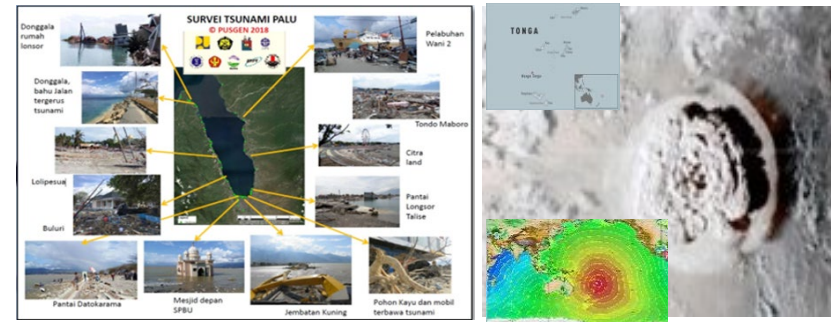 SURVEI TSUNAMI PALU
© PUSGEN 2018
Donggala
rumah
lonsor
Pelabuhan
Wani 2
Donggala,
bahu Jalan
tergerus
tsunami
Tondo Maboro
Citra
land
Lolipesua
Pantai
Longsor
Talise
Buluri
Pantai Datokarama
Mesjid depan
SPBU
Jembatan Kuning
Pohon Kayu dan mobil
terbawa tsunami
TONGA